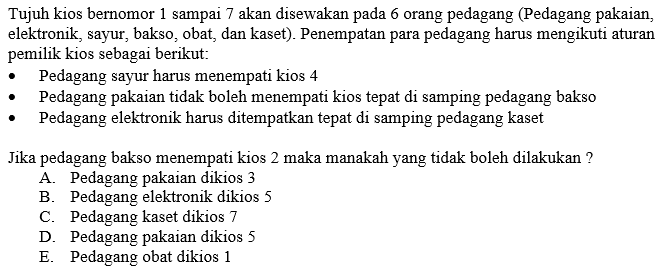 Tujuh kios bernomor 1 sampai 7 akan disewakan pada 6 orang pedagang (Pedagang pakaian,
elektronik, sayur, bakso, obat, dan kaset). Penempatan para pedagang harus mengikuti aturan
pemilik kios sebagai berikut:
• Pedagang sayur harus menempati kios 4
• Pedagang pakaian tidak boleh menempati kios tepat di samping pedagang bakso
• Pedagang elektronik harus ditempatkan tepat di samping pedagang kaset
Jika pedagang bakso menempati kios 2 maka manakah yang tidak boleh dilakukan ?
A. Pedagang pakaian dikios 3
B. Pedagang elektronik dikios 5
C. Pedagang kaset dikios 7
D. Pedagang pakaian dikios 5
E. Pedagang obat dikios 1